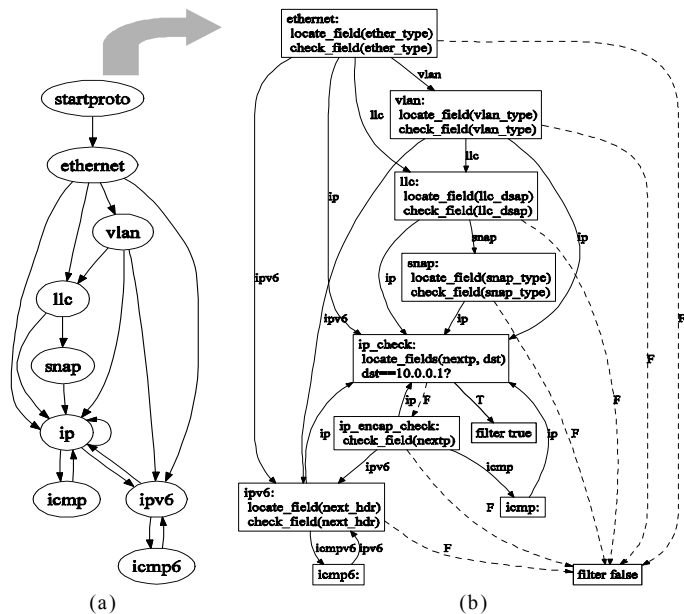 startproto
ethernet
vlan
llc
snap
ip
icmp
ipv6
icmp6
(a)
ethernet:
locate_field(ether_type)
check_field(ether_type)
vlan
vlan:
locate_field(vlan_type)
check_field(vlan_type)
llc
llc
llc:
locate_field(llc_dsap)
check_field(llc_dsap)
ip
snap
ip
ipv6
ip
snap:
locate_field(snap_type)
check_field(snap_type)
ipv6
ip
F
F
ip_check:
locate_fields(nextp, dst)
dst==10.0.0.1?
ip
F
T
F
F
ip_encap_check:
check_field(nextp)
filter true
ip
ip
ipv6
icmp
ipv6:
locate_field(next_hdr)
check_field(next_hdr)
icmp:
F
icmpv6
ipv6
F
icmp6:
filter false
(b)